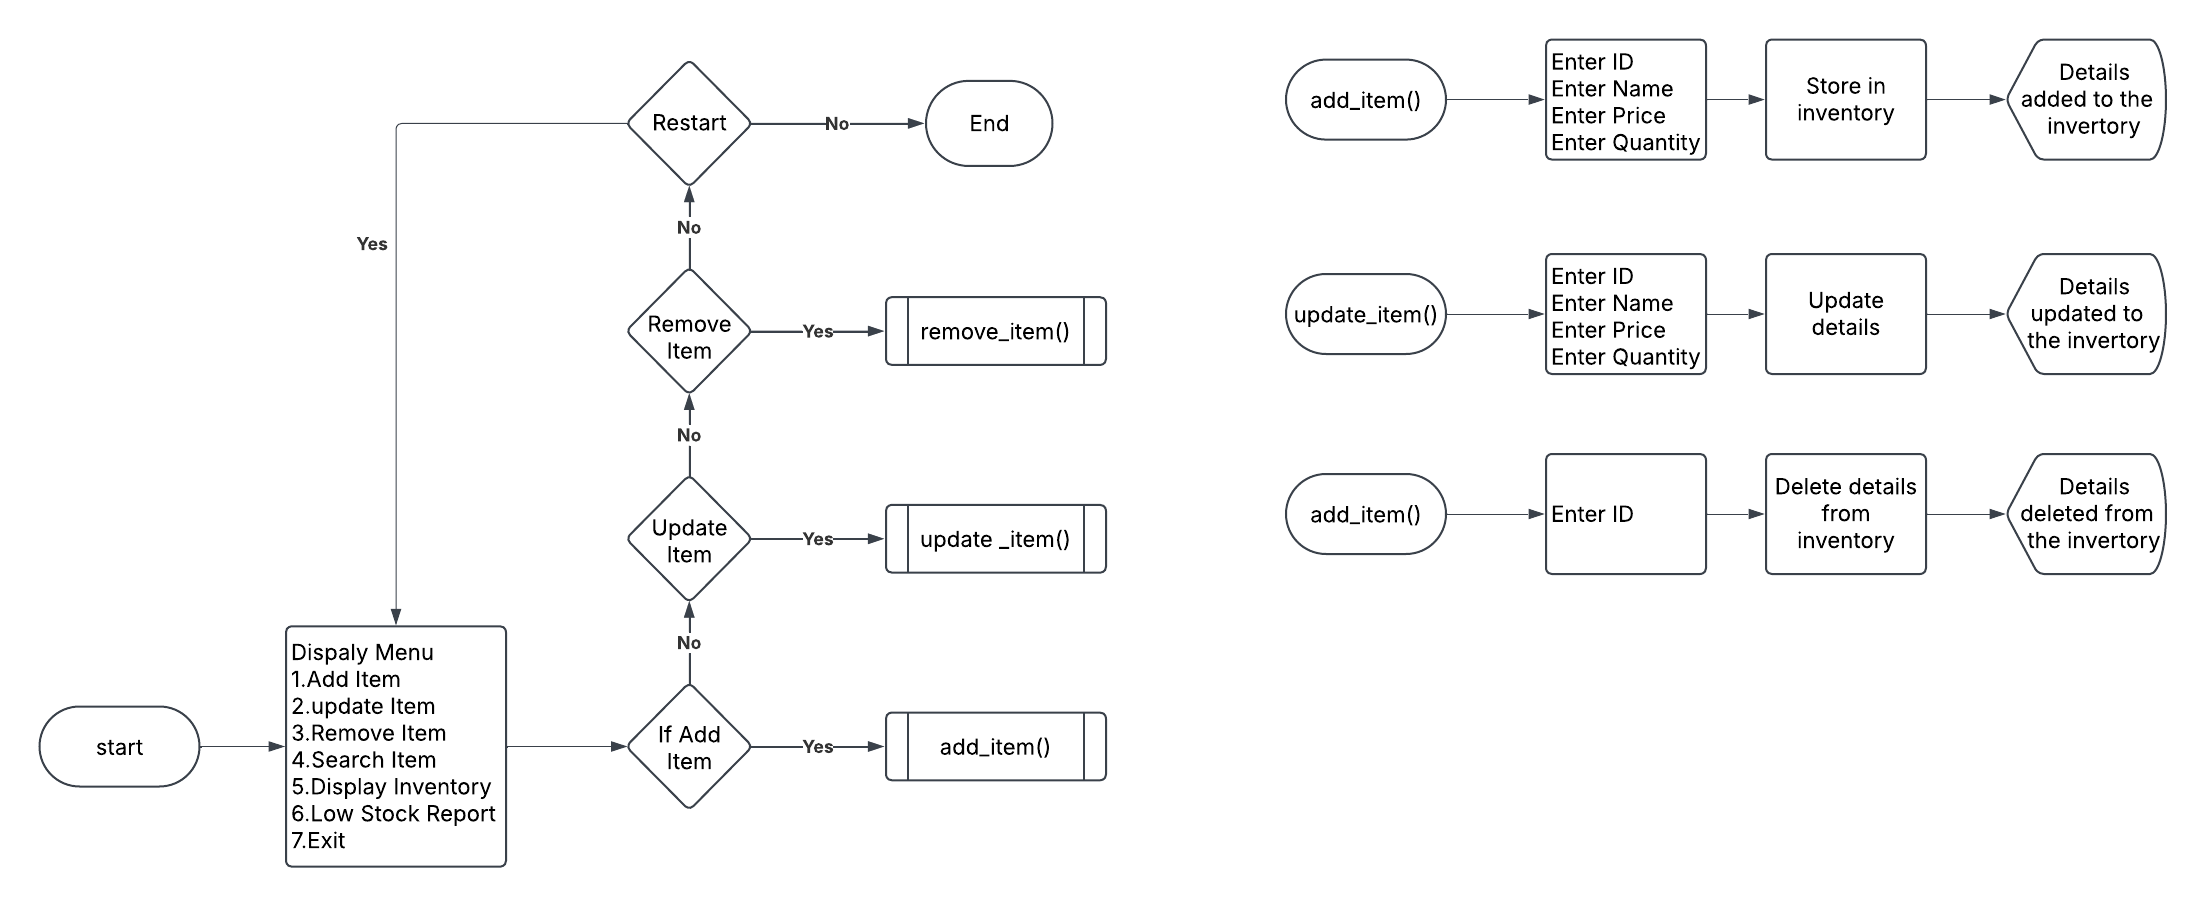 Restart
No
End
Yes
No
Remove
Item
Yes
remove_item()
No
Update
Item
Yes
update _item()
No
start
Dispaly Menu
1.Add Item
2.update Item
3.Remove Item
4.Search Item
5.Display Inventory
6.Low Stock Report
7.Exit
If Add
Item
Yes
add_item()
add_item()
Enter ID
Enter Name
Enter Price
Enter Quantity
Store in
inventory
Details
added to the
invertory
update_item()
Enter ID
Enter Name
Enter Price
Enter Quantity
Update
details
Details
updated to
the invertory
add_item()
Enter ID
Delete details
from
inventory
Details
deleted from
the invertory